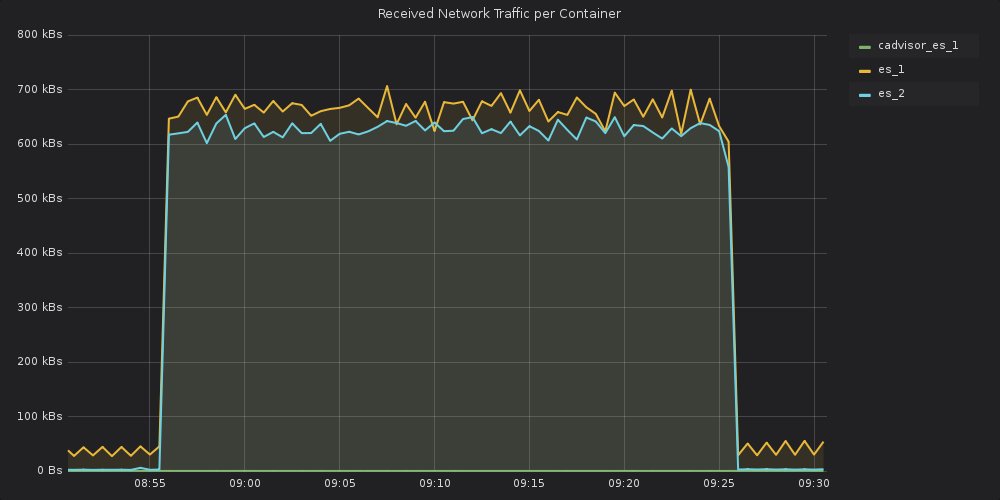 Received Network Traffic per Container
800 kBs
700 kBs
600 kBs
500 kBs
400 kBs
300 kBs
200 kBs
100 kBs
0 Bs
08:55 09:00 09:05 09:10 09:15 09:20 09:25 09:30
cadvisor_es_1
es_1
es_2